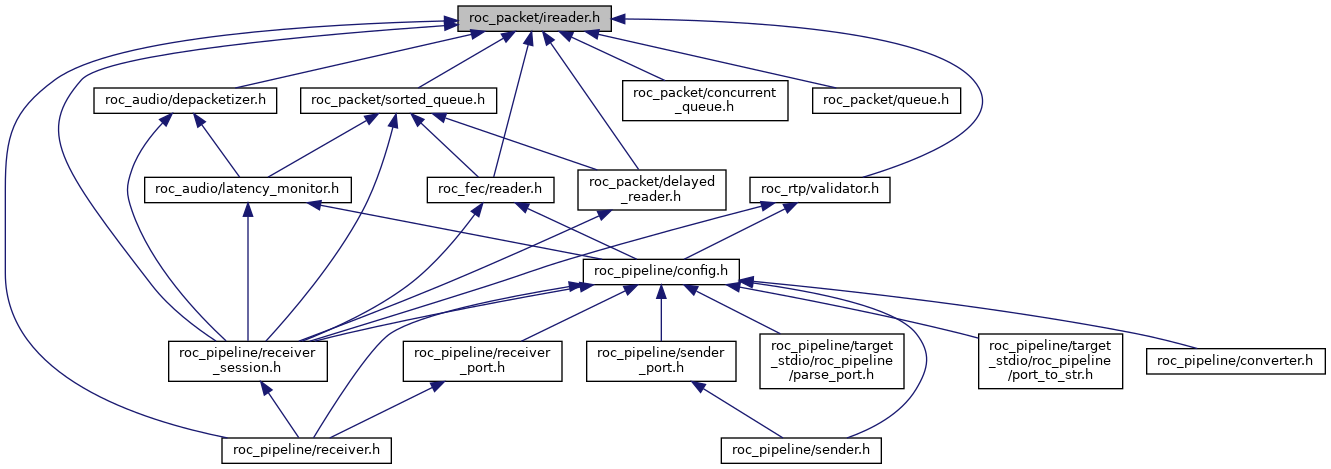 roc_packet/ireader.h
roc_audio/depacketizer.h
roc_packet/sorted_queue.h
roc_packet/concurrent
_queue.h
roc_packet/queue.h
roc_audio/latency_monitor.h
roc_fec/reader.h
roc_packet/delayed
_reader.h
roc_rtp/validator.h
roc_pipeline/config.h
roc_pipeline/receiver
_session.h
roc_pipeline/receiver
_port.h
roc_pipeline/sender
_port.h
roc_pipeline/target
_stdio/roc_pipeline
/parse_port.h
roc_pipeline/target
_stdio/roc_pipeline
/port_to_str.h
roc_pipeline/converter.h
roc_pipeline/receiver.h
roc_pipeline/sender.h